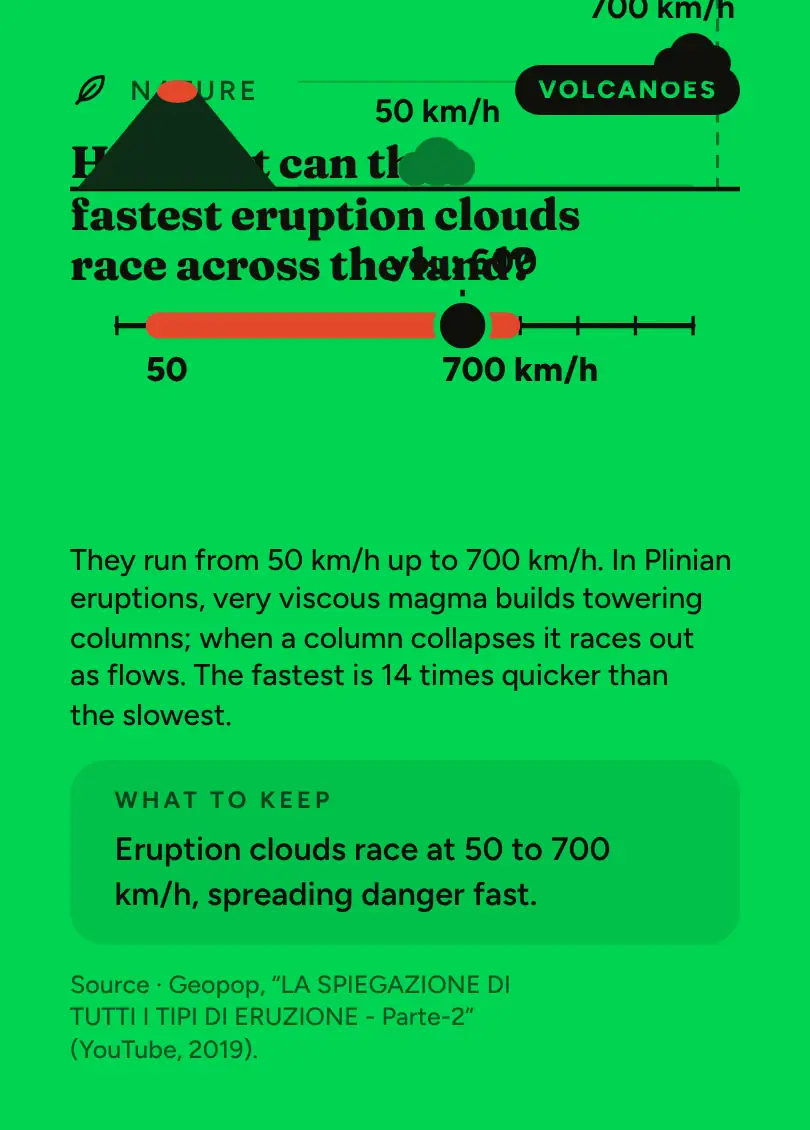 700 km/h
NATURE
VOLCANOES
50 km/h
can the
fastest eruption clouds
race across the land?
50
700 km/h
They run from 50 km/h up to 700 km/h. In Plinian
eruptions, very viscous magma builds towering
columns; when a column collapses it races out
as flows. The fastest is 14 times quicker than
the slowest.
WHAT TO KEEP
Eruption clouds race at 50 to 700
km/h, spreading danger fast.
Source · Geopop, “LA SPIEGAZIONE DI
TUTTI I TIPI DI ERUZIONE - Parte-2”
(YouTube, 2019).